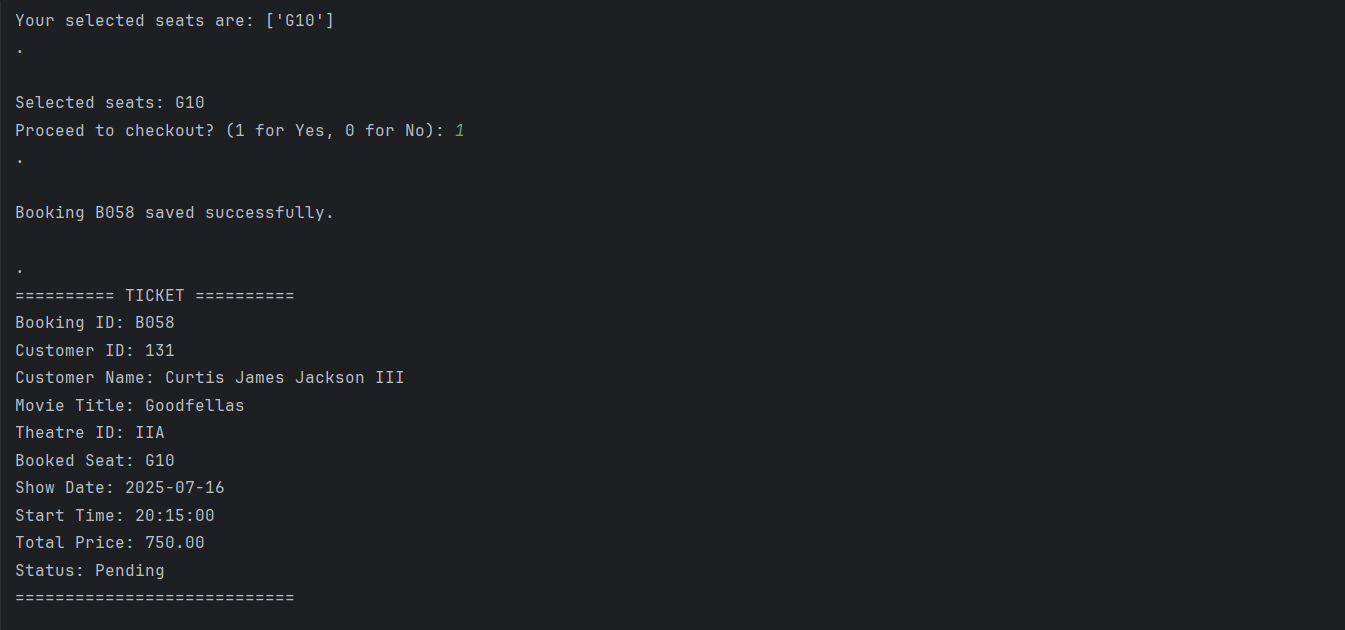 Your selected seats are: ['G10']
.
Selected seats: G10
Proceed to checkout? (1 for Yes, 0 for No): 1
.
Booking B058 saved successfully.
.
========== TICKET ==========
Booking ID: B058
Customer ID: 131
Customer Name: Curtis James Jackson III
Movie Title: Goodfellas
Theatre ID: IIA
Booked Seat: G10
Show Date: 2025-07-16
Start Time: 20:15:00
Total Price: 750.00
Status: Pending
============================